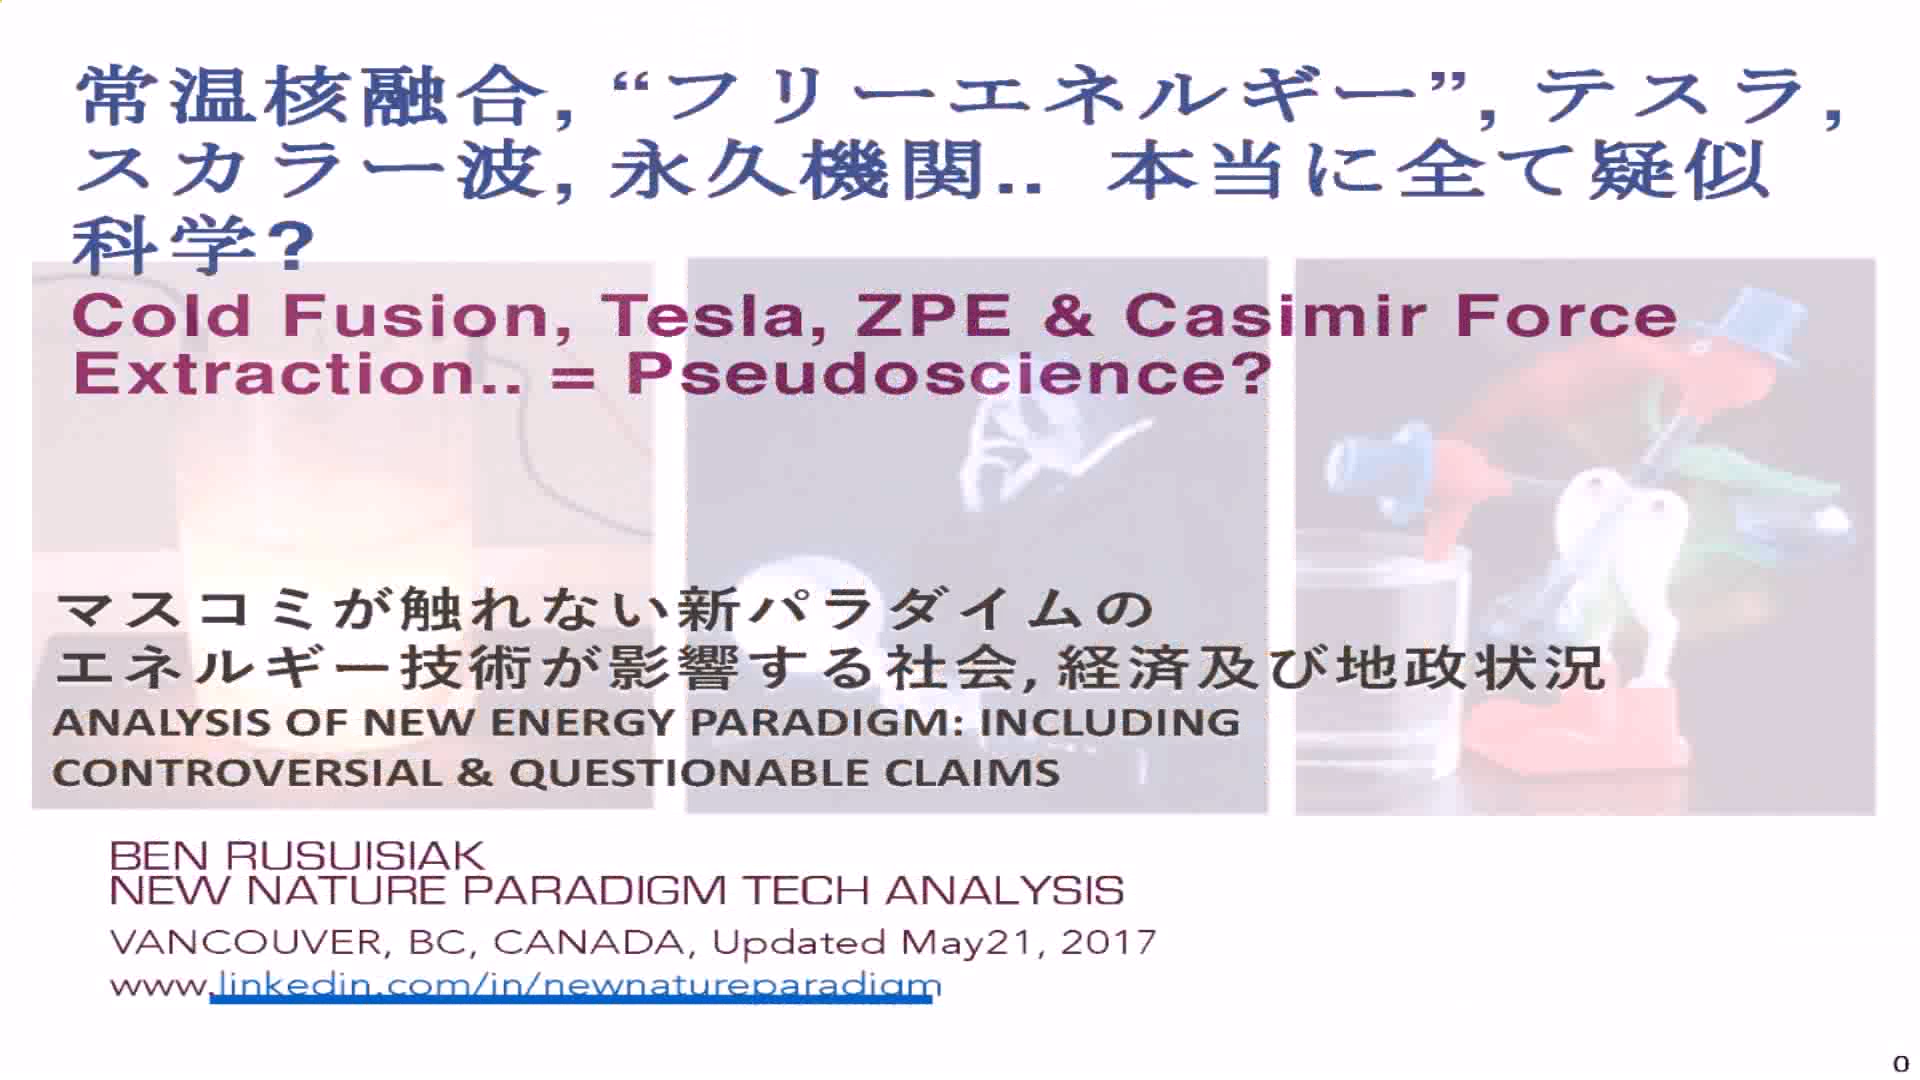 常温核融合, “フリーエネルギー”, テスラ,
スカラー波, 永久機関.. 本当に全て疑似
科学?
Cold Fusion, Tesla, ZPE & Casimir Force
Extraction.. = Pseudoscience?
マスコミが触れない新パラダイムの
エネルギー技術が影響する社会, 経済及び地政状況
ANALYSIS OF NEW ENERGY PARADIGM: INCLUDING
CONTROVERSIAL & QUESTIONABLE CLAIMS
BEN RUSUISIAK
NEW NATURE PARADIGM TECH ANALYSIS
VANCOUVER, BC, CANADA, Updated May21, 2017
www.linkedin.com/in/newnatureparadigm
0